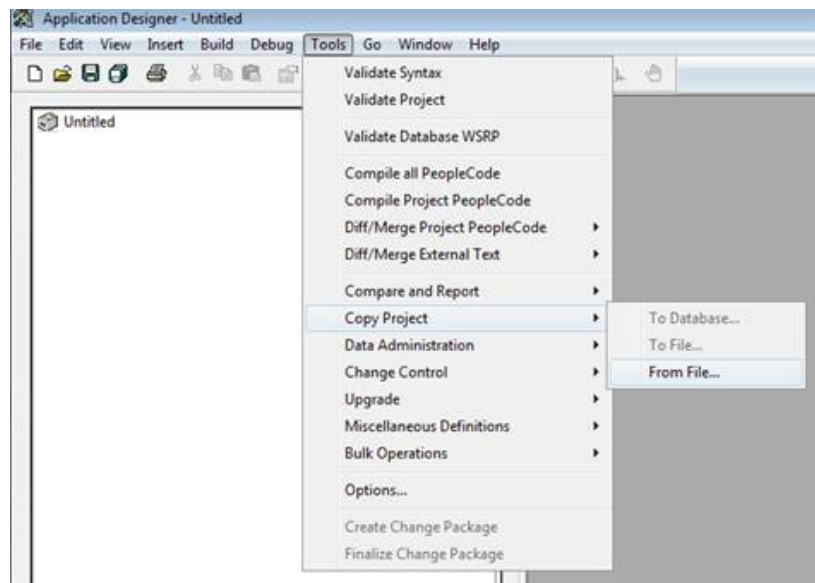 Application Designer - Untitled
File Edit View Insert Build Debug Tools Go Window Help
Untitled
Validate Syntax
Validate Project
Validate Database WSRP
Compile all PeopleCode
Compile Project PeopleCode
Diff/Merge Project PeopleCode
Diff/Merge External Text
Compare and Report
Copy Project
To Database...
To File...
From File...
Data Administration
Change Control
Upgrade
Miscellaneous Definitions
Bulk Operations
Options...
Create Change Package
Finalize Change Package